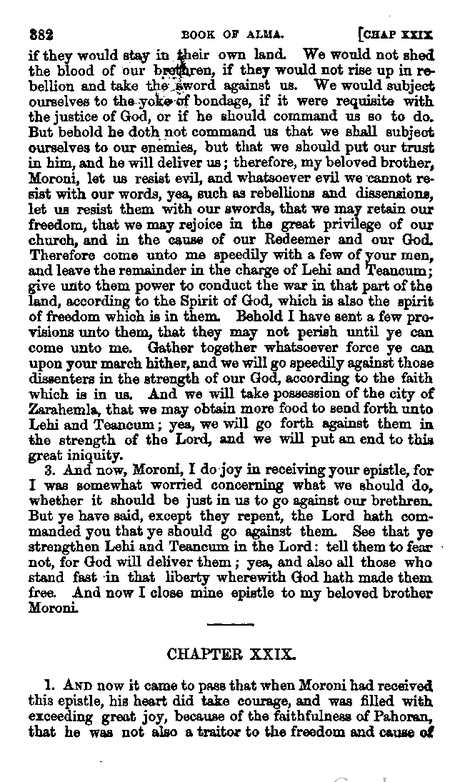 382 BOOK OF ALMA. [CHAP XXIX
if they would stay in their own land. We would not shed
the blood of our brethren, if they would not rise up in re-
bellion and take the sword against us. We would subject
ourselves to the yoke of bondage, if it were requisite with
the justice of God, or if he should command us so to do.
But behold he doth not command us that we shall subject
ourselves to our enemies, but that we should put our trust
in him, and he will deliver us; therefore, my beloved brother,
Moroni, let us resist evil, and whatsoever evil we cannot re-
sist with our words, yea, such as rebellions and dissensions,
let us resist them with our swords, that we may retain our
freedom, that we may rejoice in the great privilege of our
church, and in the cause of our Redeemer and our God.
Therefore come unto me speedily with a few of your men,
and leave the remainder in the charge of Lehi and Teancum;
give unto them power to conduct the war in that part of the
land, according to the Spirit of God, which is also the spirit
of freedom which is in them. Behold I have sent a few pro-
visions unto them, that they may not perish until ye can
come unto me. Gather together whatsoever force ye can
upon your march hither, and we will go speedily against those
dissenters in the strength of our God, according to the faith
which is in us. And we will take possession of the city of
Zarahemla, that we may obtain more food to send forth unto
Lehi and Teancum; yea, we will go forth against them in
the strength of the Lord, and we will put an end to this
great iniquity.
3. And now, Moroni, I do joy in receiving your epistle, for
I was somewhat worried concerning what we should do,
whether it should be just in us to go against our brethren.
But ye have said, except they repent, the Lord hath com-
manded you that ye should go against them. See that ye
strengthen Lehi and Teancum in the Lord: tell them to fear
not, for God will deliver them; yea, and also all those who
stand fast in that liberty wherewith God hath made them
free. And now I close mine epistle to my beloved brother
Moroni.
CHAPTER XXIX.
1. AND now it came to pass that when Moroni had received
this epistle, his heart did take courage, and was filled with
exceeding great joy, because of the faithfulness of Pahoran,
that he was not also a traitor to the freedom and cause of